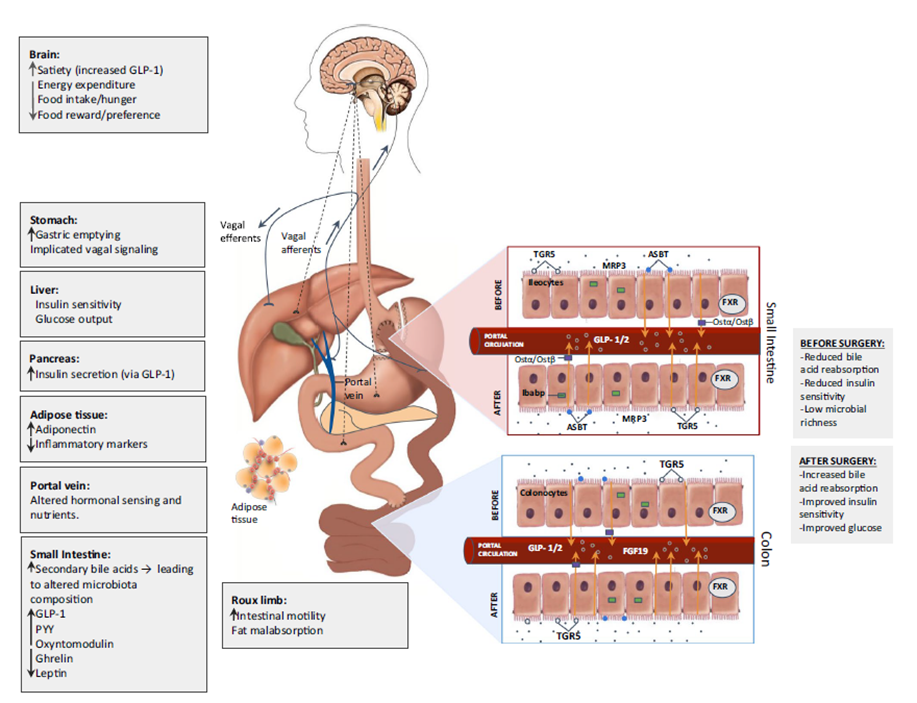 Brain:
↑Satiety (increased GLP-1)
Energy expenditure
Food intake/hunger
↓Food reward/preference
Stomach:
↑Gastric emptying
Implicated vagal signaling
Liver:
Insulin sensitivity
Glucose output
Pancreas:
↑Insulin secretion (via GLP-1)
Adipose tissue:
↑Adiponectin
↓Inflammatory markers
Portal vein:
Altered hormonal sensing and
nutrients.
Small Intestine:
↑Secondary bile acids → leading
to altered microbiota
composition
↑GLP-1
PYY
Oxyntomodulin
Ghrelin
↓Leptin
Vagal
efferents
Vagal
afferents
Portal
vein
Adipose
tissue
Roux limb:
↑Intestinal motility
Fat malabsorption
TGR5
MRP3
ASBT
Ileocytes
BEFORE
FXR
Ostα/Ostβ
PORTAL
CIRCULATION
GLP- 1/2
Ostα/Ostβ
Ibabp
AFTER
FXR
ASBT
MRP3
TGR5
Small Intestine
TGR5
Colonocytes
BEFORE
FXR
PORTAL
CIRCULATION
GLP- 1/2
FGF19
AFTER
FXR
TGR5
Colon
BEFORE SURGERY:
-Reduced bile
acid reabsorption
-Reduced insulin
sensitivity
-Low microbial
richness
AFTER SURGERY:
-Increased bile
acid reabsorption
-Improved insulin
sensitivity
-Improved glucose